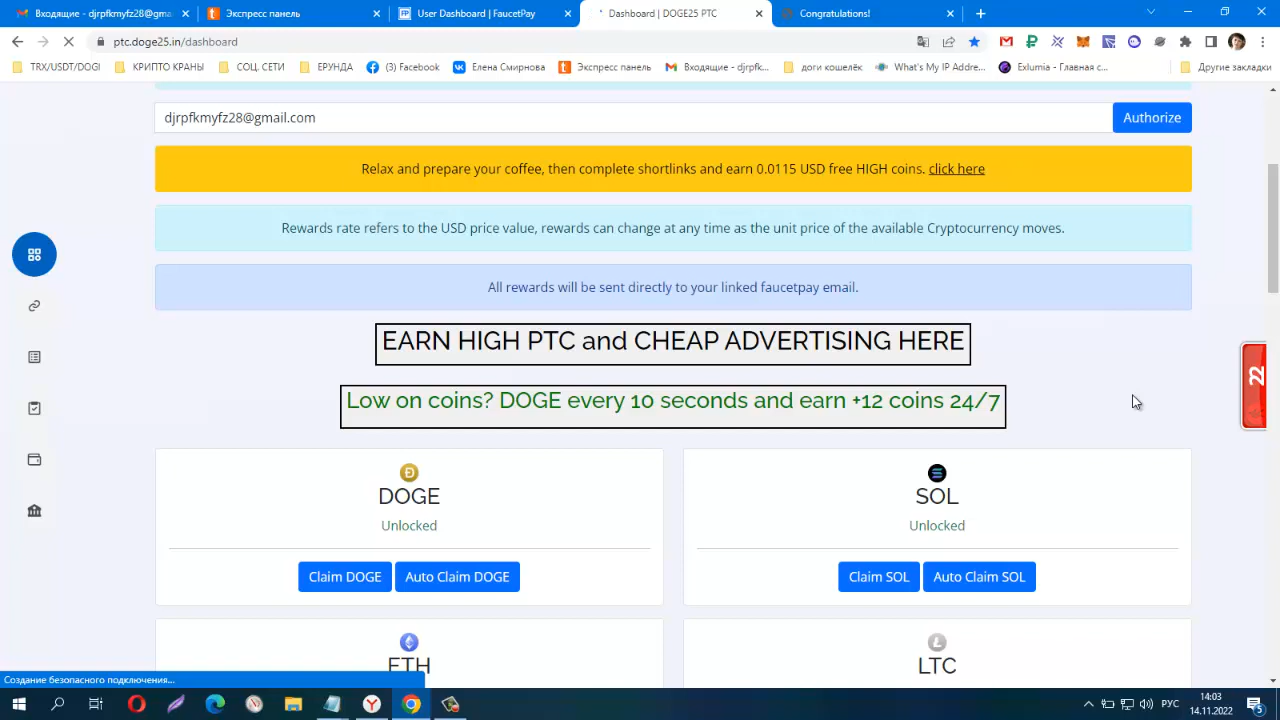 Входящие - djrpfkmyfz28@gma
Экспресс панель
User Dashboard | FaucetPay
Dashboard | DOGE25 PTC
Congratulations!
ptc.doge25.in/dashboard
TRX/USDT/DOGI
КРИПТО КРАНЫ
СОЦ. СЕТИ
ЕРУНДА
(3) Facebook
Елена Смирнова
Экспресс панель
Входящие - djrpfk...
доги кошелёк
What's My IP Addre...
Exlumia - Главная с...
Другие закладки
djrpfkmyfz28@gmail.com
Authorize
Relax and prepare your coffee, then complete shortlinks and earn 0.0115 USD free HIGH coins. click here
Rewards rate refers to the USD price value, rewards can change at any time as the unit price of the available Cryptocurrency moves.
All rewards will be sent directly to your linked faucetpay email.
EARN HIGH PTC and CHEAP ADVERTISING HERE
Low on coins? DOGE every 10 seconds and earn +12 coins 24/7
22
DOGE
Unlocked
Claim DOGE
Auto Claim DOGE
SOL
Unlocked
Claim SOL
Auto Claim SOL
ETH
LTC
Создание безопасного подключения...
РУС
14:03
14.11.2022
5